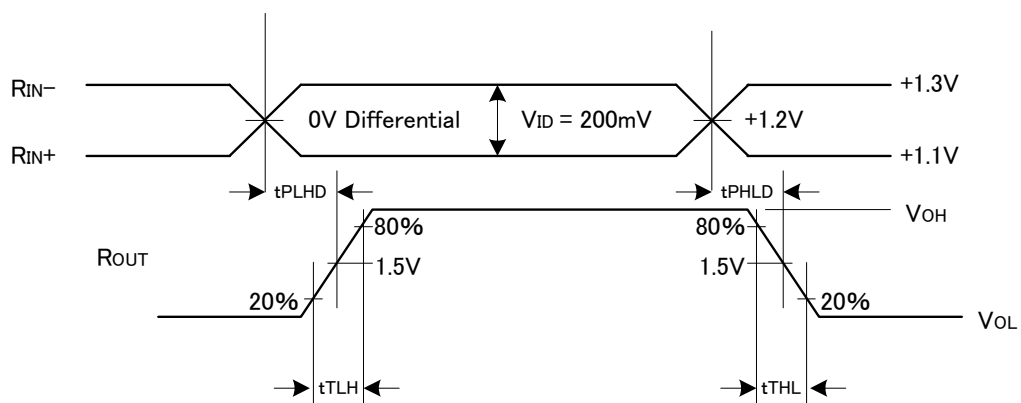 RIN− +1.3V
0V Differential VID = 200mV +1.2V
RIN+ +1.1V
tPLHD tPHLD
VOH
80% 80%
ROUT 1.5V 1.5V
20% 20%
VOL
tTLH tTHL